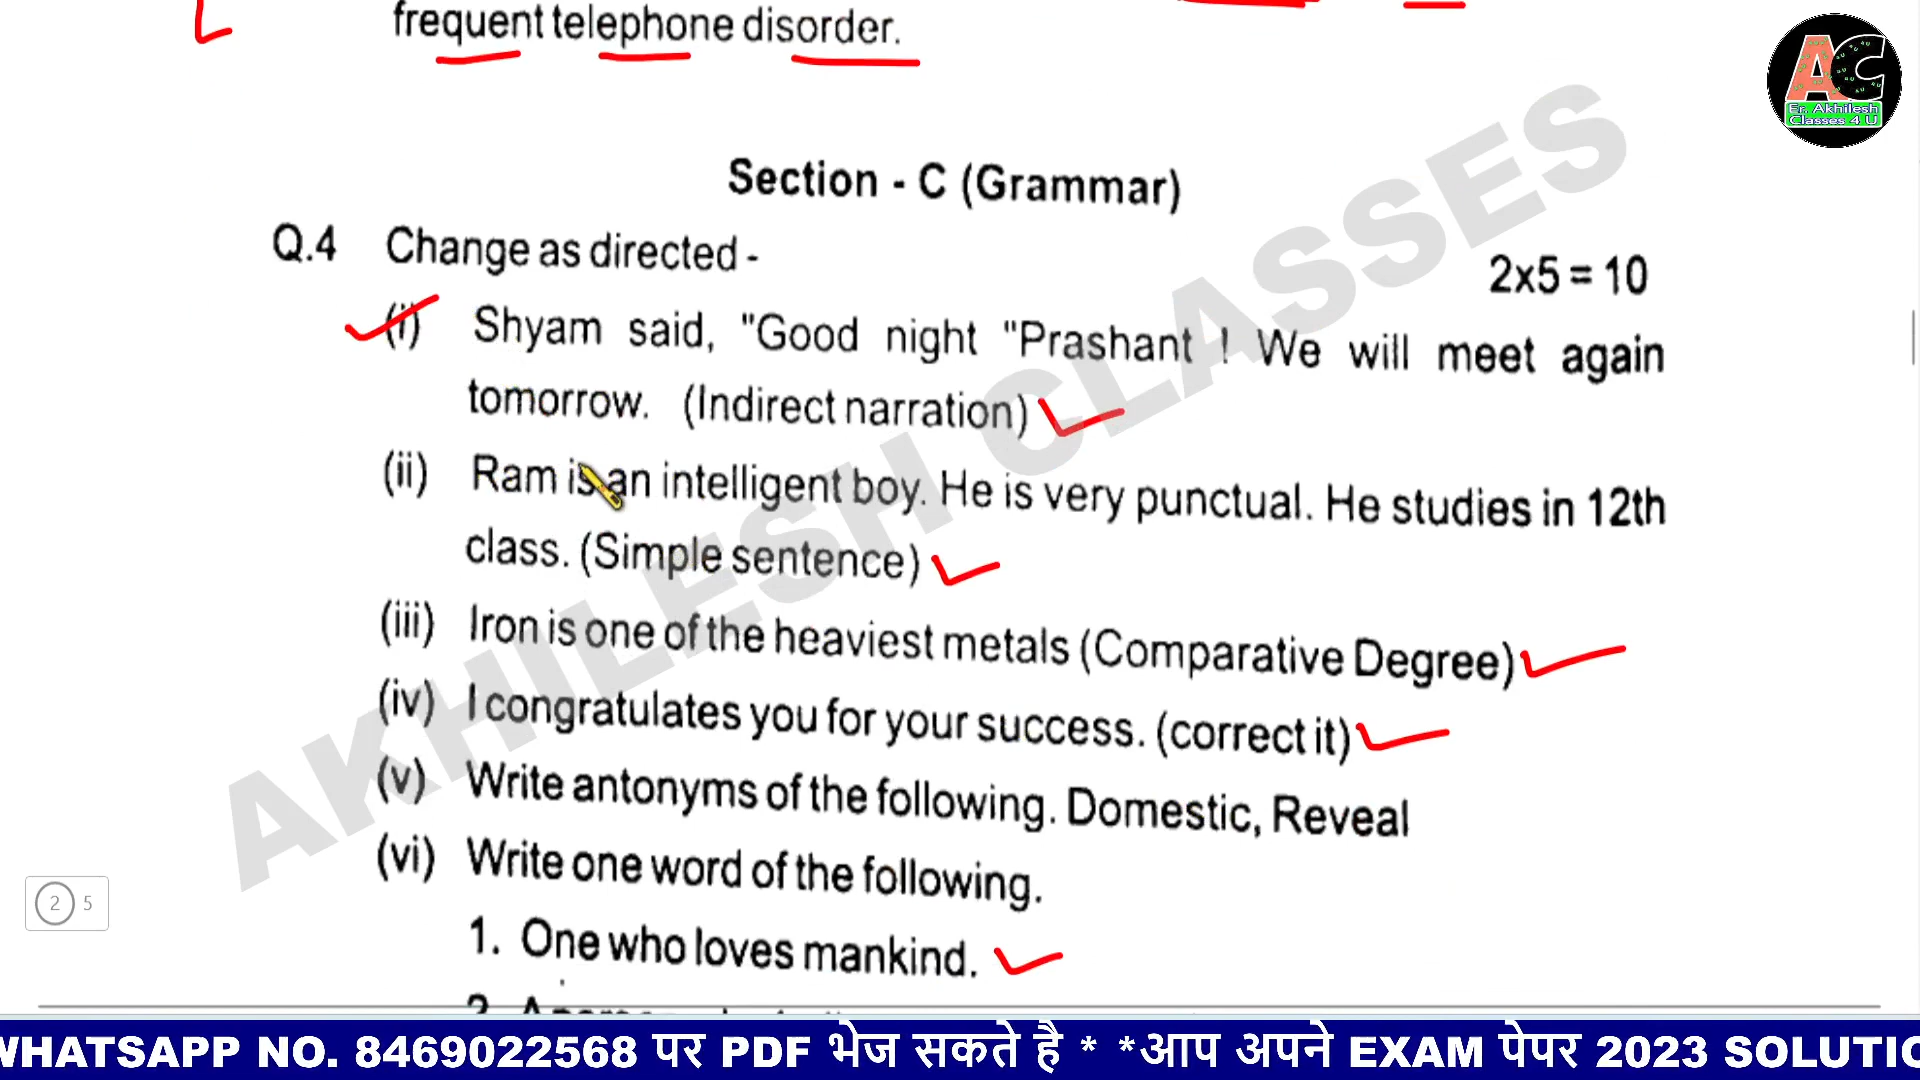 frequent telephone disorder.
AC
Er. Akhilesh
Classes 4 U
Section - C (Grammar)
Q.4 Change as directed -
2x5 = 10
(i) Shyam said, "Good night "Prashant ! We will meet again
tomorrow. (Indirect narration)
(ii) Ram is an intelligent boy. He is very punctual. He studies in 12th
class. (Simple sentence)
(iii) Iron is one of the heaviest metals (Comparative Degree)
(iv) I congratulates you for your success. (correct it)
(v) Write antonyms of the following. Domestic, Reveal
(vi) Write one word of the following.
1. One who loves mankind.
AKHILESH CLASSES
2 5
WHATSAPP NO. 8469022568 पर PDF भेज सकते है * *आप अपने EXAM पेपर 2023